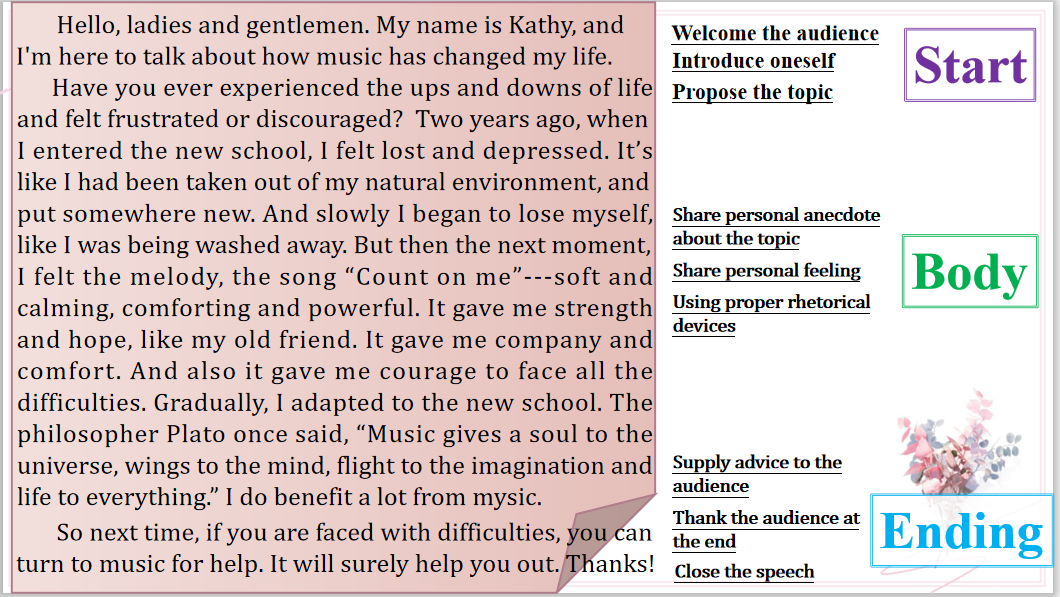 Hello, ladies and gentlemen. My name is Kathy, and
I'm here to talk about how music has changed my life.
Have you ever experienced the ups and downs of life
and felt frustrated or discouraged? Two years ago, when
I entered the new school, I felt lost and depressed. It’s
like I had been taken out of my natural environment, and
put somewhere new. And slowly I began to lose myself,
like I was being washed away. But then the next moment,
I felt the melody, the song “Count on me”---soft and
calming, comforting and powerful. It gave me strength
and hope, like my old friend. It gave me company and
comfort. And also it gave me courage to face all the
difficulties. Gradually, I adapted to the new school. The
philosopher Plato once said, “Music gives a soul to the
universe, wings to the mind, flight to the imagination and
life to everything.” I do benefit a lot from mysic.
So next time, if you are faced with difficulties, you can
turn to music for help. It will surely help you out. Thanks!
Welcome the audience
Introduce oneself
Propose the topic
Start
Share personal anecdote
about the topic
Share personal feeling
Using proper rhetorical
devices
Body
Supply advice to the
audience
Thank the audience at
the end
Close the speech
Ending